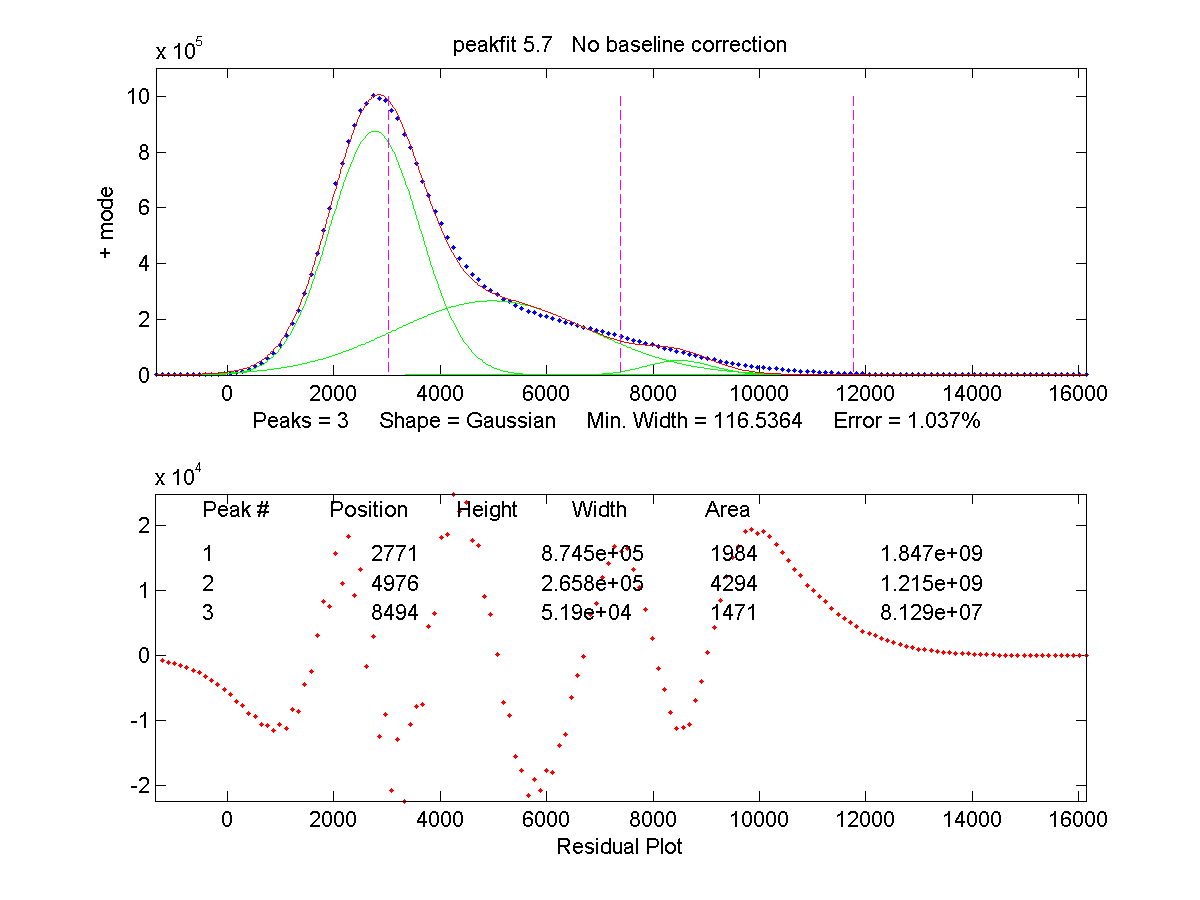 peakfit 5.7 No baseline correction
x 10^5
10
8
6
4
2
0
+ mode
0 2000 4000 6000 8000 10000 12000 14000 16000
Peaks = 3 Shape = Gaussian Min. Width = 116.5364 Error = 1.037%
x 10^4
Peak # Position Height Width Area
1 2771 8.745e+05 1984 1.847e+09
2 4976 2.658e+05 4294 1.215e+09
3 8494 5.19e+04 1471 8.129e+07
2
1
0
-1
-2
0 2000 4000 6000 8000 10000 12000 14000 16000
Residual Plot